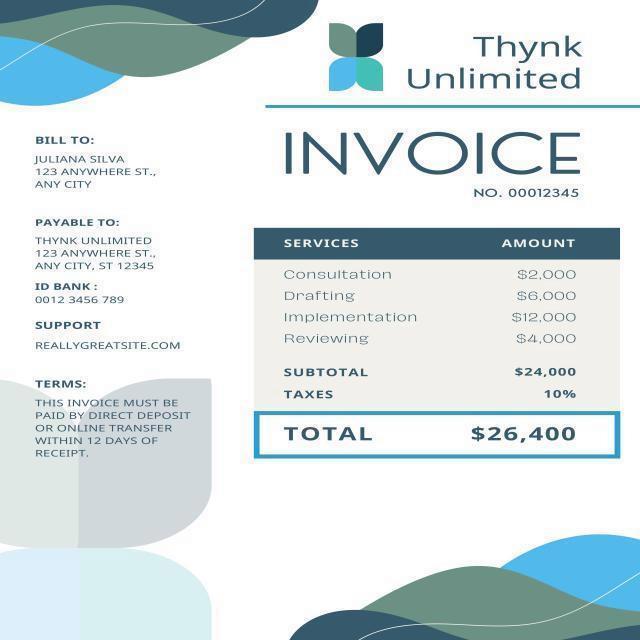 Thynk
Unlimited
INVOICE
NO. 00012345
BILL TO:
JULIANA SILVA
123 ANYWHERE ST.,
ANY CITY
PAYABLE TO:
THYNK UNLIMITED
123 ANYWHERE ST.,
ANY CITY, ST 12345
ID BANK :
0012 3456 789
SUPPORT
REALLYGREATSITE.COM
TERMS:
THIS INVOICE MUST BE
PAID BY DIRECT DEPOSIT
OR ONLINE TRANSFER
WITHIN 12 DAYS OF
RECEIPT.
SERVICES AMOUNT
Consultation $2,000
Drafting $6,000
Implementation $12,000
Reviewing $4,000
SUBTOTAL $24,000
TAXES 10%
TOTAL $26,400